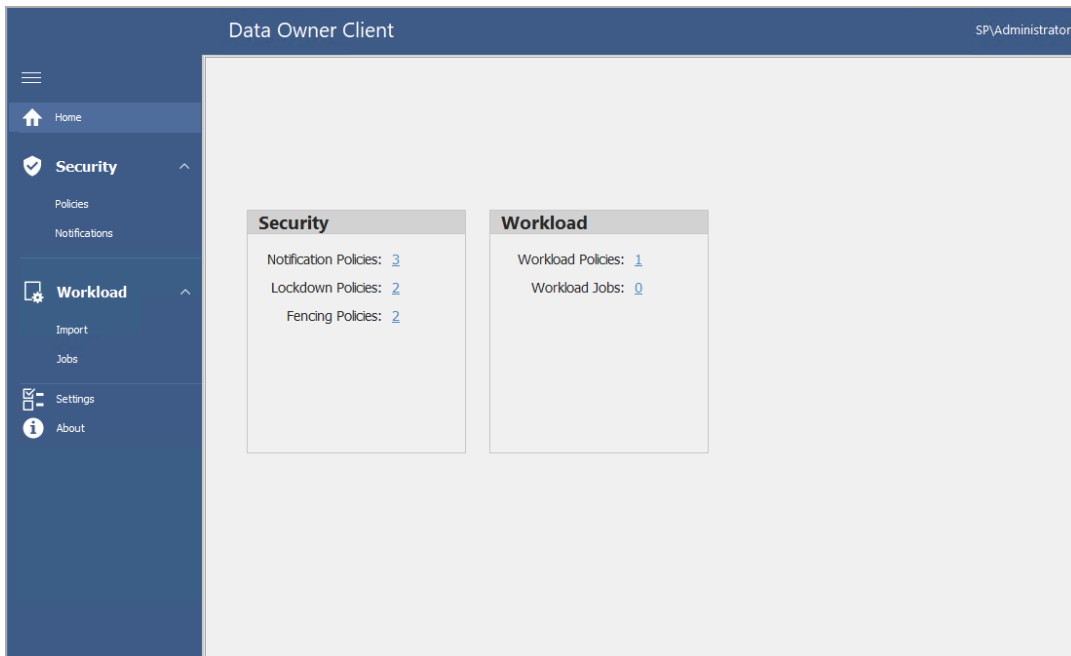 Data Owner Client
SP\Administrator
Home
Security
Policies
Notifications
Workload
Import
Jobs
Settings
About
Security
Notification Policies: 3
Lockdown Policies: 2
Fencing Policies: 2
Workload
Workload Policies: 1
Workload Jobs: 0